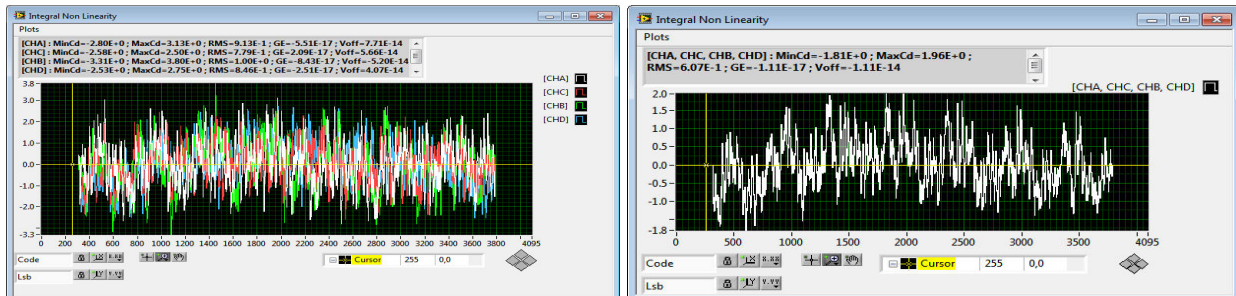 Integral Non Linearity
Plots
[CHA] : MinCd=-2.80E+0 ; MaxCd=3.13E+0 ; RMS=9.13E-1 ; GE=-5.51E-17 ; Voff=7.71E-14
[CHC] : MinCd=-2.58E+0 ; MaxCd=2.50E+0 ; RMS=7.79E-1 ; GE=2.09E-17 ; Voff=5.66E-14
[CHB] : MinCd=-3.31E+0 ; MaxCd=3.80E+0 ; RMS=1.00E+0 ; GE=-8.43E-17 ; Voff=-5.20E-14
[CHD] : MinCd=-2.53E+0 ; MaxCd=2.75E+0 ; RMS=8.46E-1 ; GE=-2.51E-17 ; Voff=4.07E-14
[CHA]
[CHC]
[CHB]
[CHD]
3.8
3.0
2.0
1.0
0.0
-1.0
-2.0
-3.3
0 200 400 600 800 1000 1200 1400 1600 1800 2000 2200 2400 2600 2800 3000 3200 3400 3600 3800 4095
Code
Cursor 255 0,0
Lsb
Integral Non Linearity
Plots
[CHA, CHC, CHB, CHD] : MinCd=-1.81E+0 ; MaxCd=1.96E+0 ;
RMS=6.07E-1 ; GE=-1.11E-17 ; Voff=-1.11E-14
[CHA, CHC, CHB, CHD]
2.0
1.5
1.0
0.5
0.0
-0.5
-1.0
-1.8
0 500 1000 1500 2000 2500 3000 3500 4095
Code
Cursor 255 0,0
Lsb